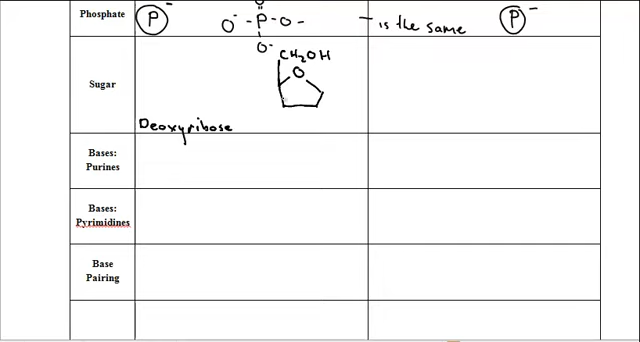 Phosphate
P⁻
O
O⁻ - P - O -
O⁻
- is the same
P⁻
Sugar
CH₂OH
O
Deoxyribose
Bases:
Purines
Bases:
Pyrimidines
Base
Pairing